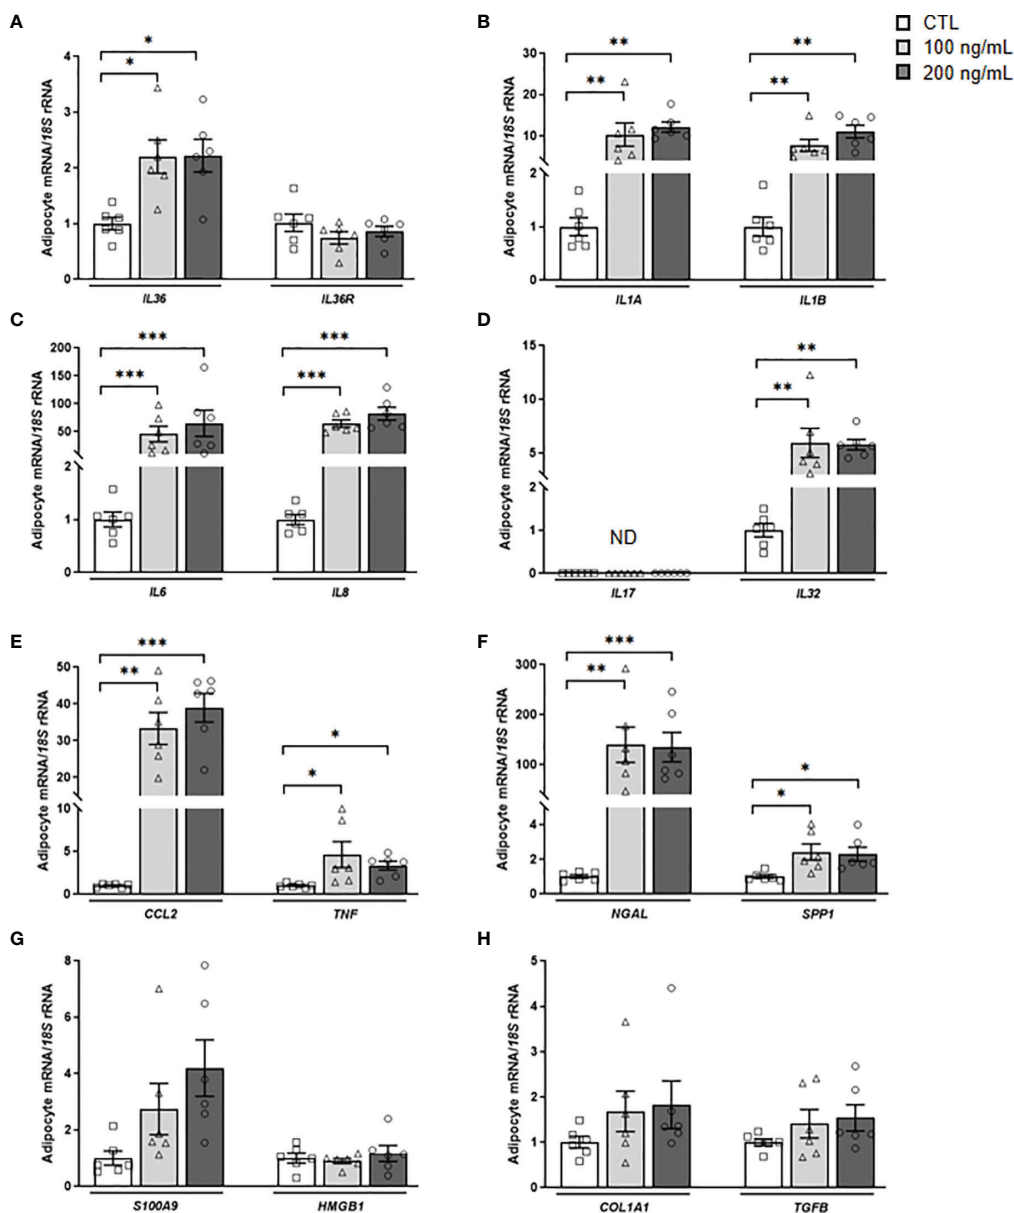 CTL
100 ng/mL
200 ng/mL
A
Adipocyte mRNA/18S rRNA
4
3
2
1
0
*
*
IL36
IL36R
B
Adipocyte mRNA/18S rRNA
30
20
10
2
1
0
**
**
**
**
IL1A
IL1B
C
Adipocyte mRNA/18S rRNA
200
150
100
50
2
1
0
***
***
***
***
IL6
IL8
D
Adipocyte mRNA/18S rRNA
15
10
5
2
1
0
ND
**
**
IL17
IL32
E
Adipocyte mRNA/18S rRNA
50
40
30
20
10
5
0
***
**
*
*
CCL2
TNF
F
Adipocyte mRNA/18S rRNA
300
200
100
4
2
0
***
**
*
*
NGAL
SPP1
G
Adipocyte mRNA/18S rRNA
8
6
4
2
0
S100A9
HMGB1
H
Adipocyte mRNA/18S rRNA
5
4
3
2
1
0
COL1A1
TGFB